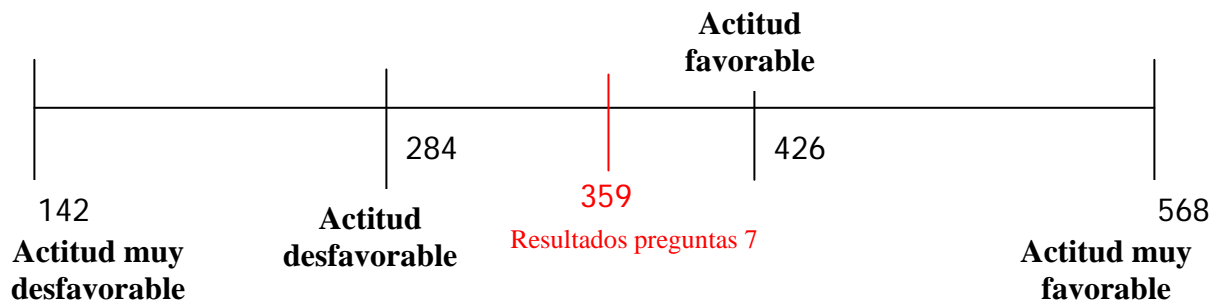 Actitud
favorable
284
426
142
359
568
Actitud muy
desfavorable
Actitud
desfavorable
Resultados preguntas 7
Actitud muy
favorable